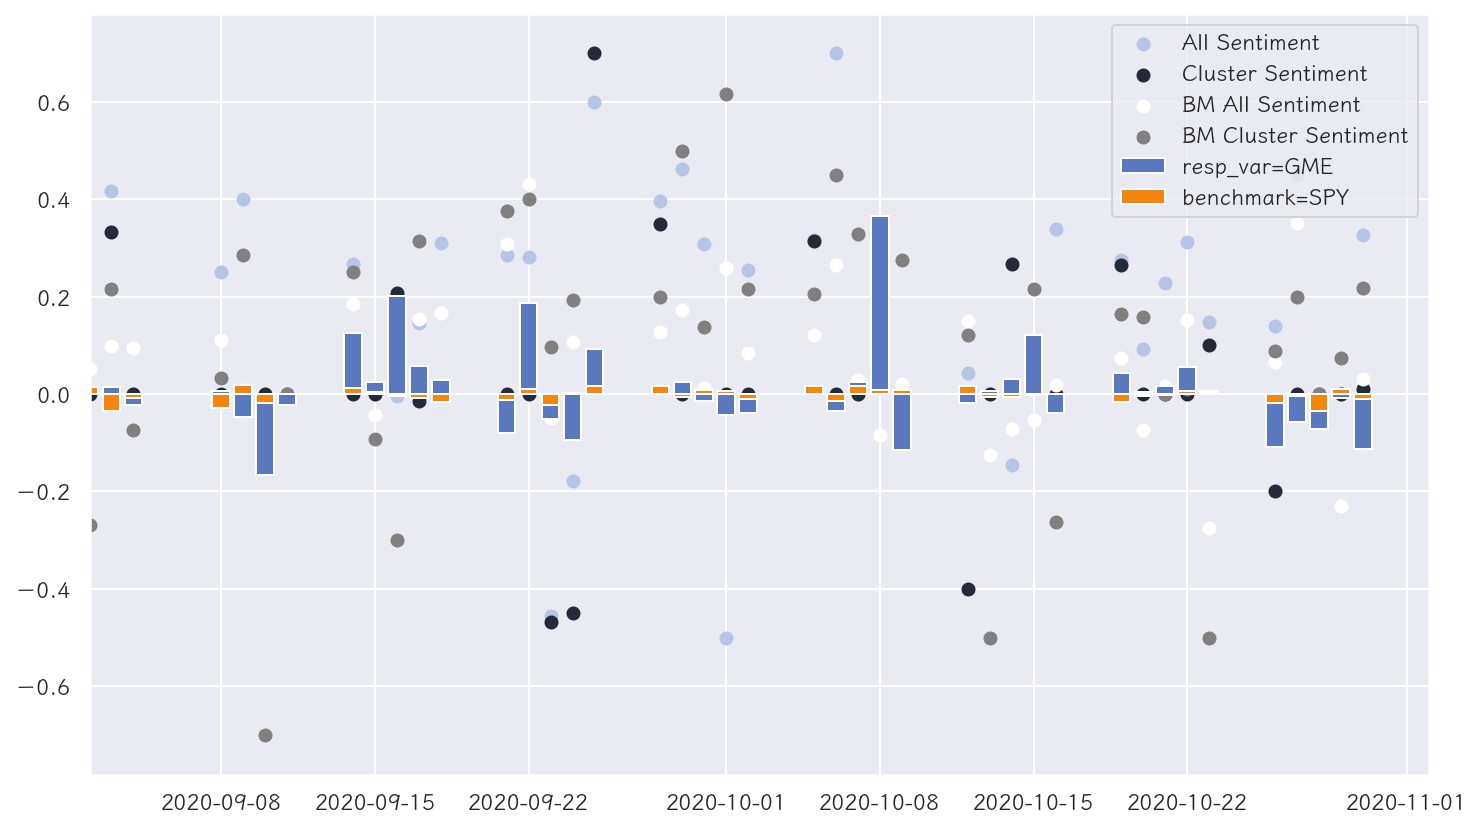 All Sentiment
Cluster Sentiment
BM All Sentiment
BM Cluster Sentiment
resp_var=GME
benchmark=SPY
0.6
0.4
0.2
0.0
−0.2
−0.4
−0.6
2020-09-08 2020-09-15 2020-09-22 2020-10-01 2020-10-08 2020-10-15 2020-10-22 2020-11-01